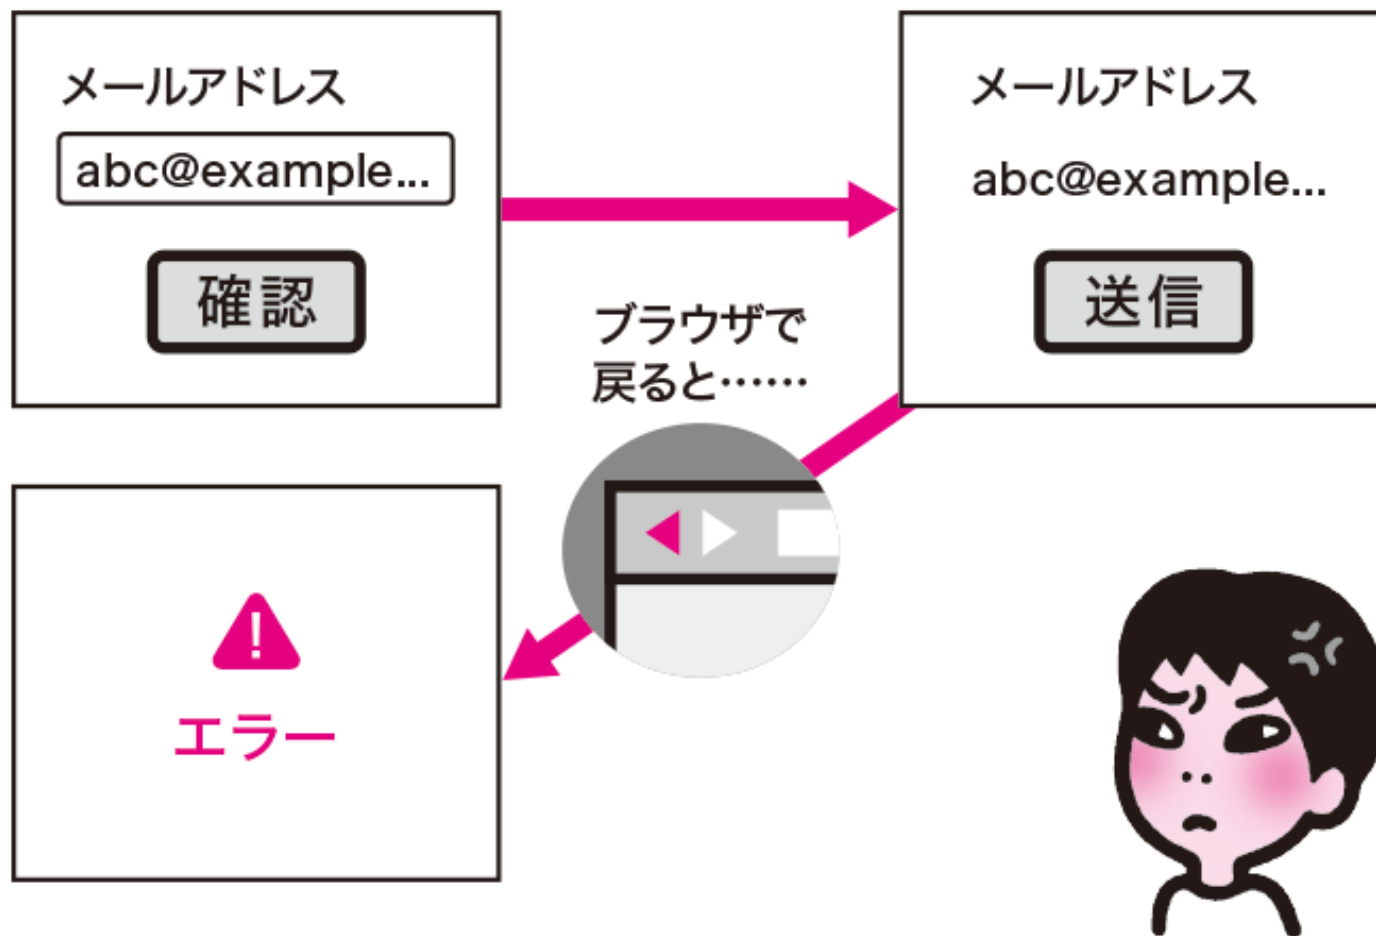 メールアドレス
abc@example...
確認
メールアドレス
abc@example...
送信
ブラウザで
戻ると……
!
エラー